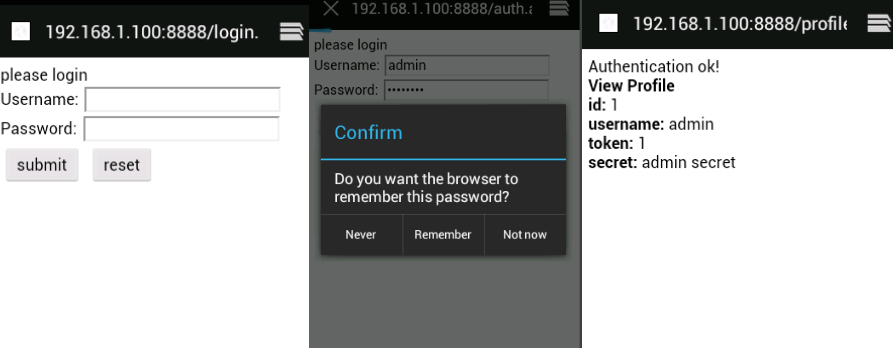 192.168.1.100:8888/login.
please login
Username:
Password:
submit reset
192.168.1.100:8888/auth.a
please login
Username: admin
Password: ••••••••
Confirm
Do you want the browser to
remember this password?
Never Remember Not now
192.168.1.100:8888/profile
Authentication ok!
View Profile
id: 1
username: admin
token: 1
secret: admin secret